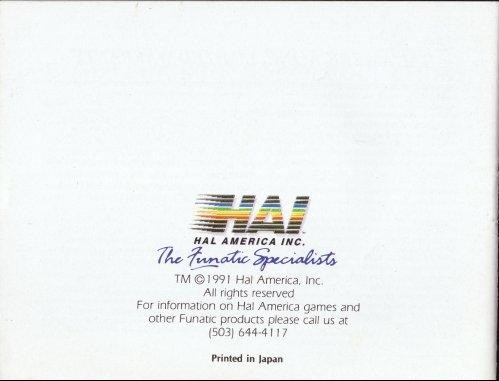 HAL
HAL AMERICA INC.
The Funatic Specialists
TM ©1991 Hal America, Inc.
All rights reserved
For information on Hal America games and
other Funatic products please call us at
(503) 644-4117
Printed in Japan